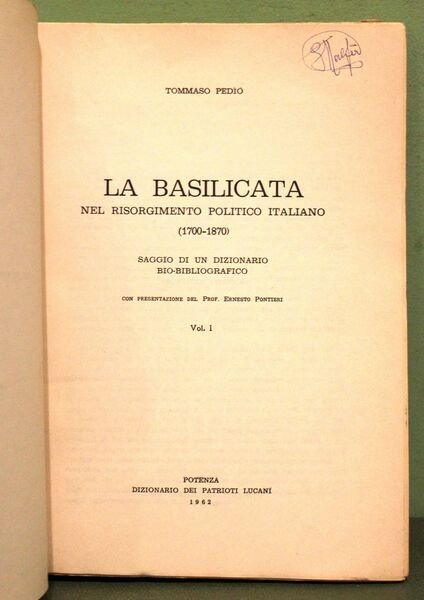 TOMMASO PEDÌO
LA BASILICATA
NEL RISORGIMENTO POLITICO ITALIANO
(1700-1870)
SAGGIO DI UN DIZIONARIO
BIO-BIBLIOGRAFICO
CON PRESENTAZIONE DEL PROF. ERNESTO PONTIERI
Vol. I
POTENZA
DIZIONARIO DEI PATRIOTI LUCANI
1962